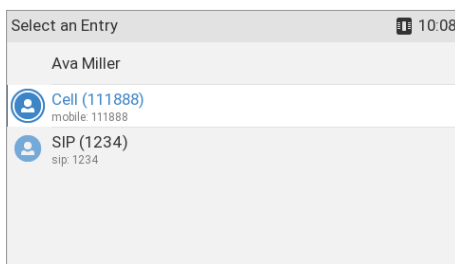 Select an Entry
10:08
Ava Miller
Cell (111888)
mobile: 111888
SIP (1234)
sip: 1234